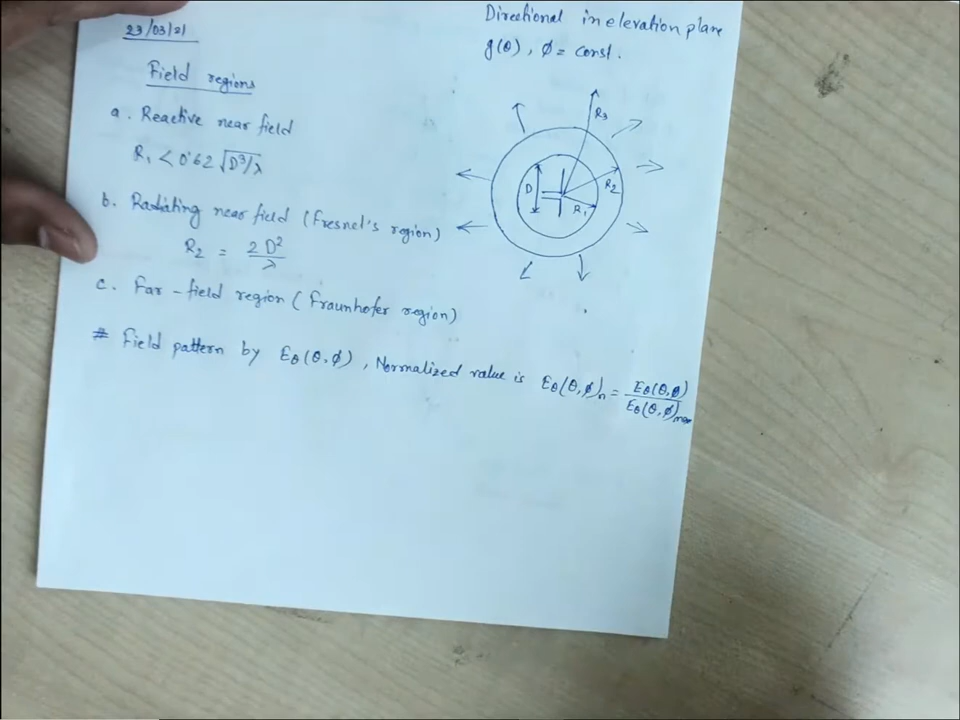 23/03/21
Directional in elevation plane
g(θ), φ = const.
Field regions
a. Reactive near field
R₁ < 0.62 √D³/λ
b. Radiating near field (Fresnel's region)
R₂ = 2D²/λ
c. Far-field region (Fraunhofer region)
# Field pattern by Eθ(θ,φ), Normalized value is Eθ(θ,φ)n = Eθ(θ,φ)/Eθ(θ,φ)max
R₃
R₂
D
R₁